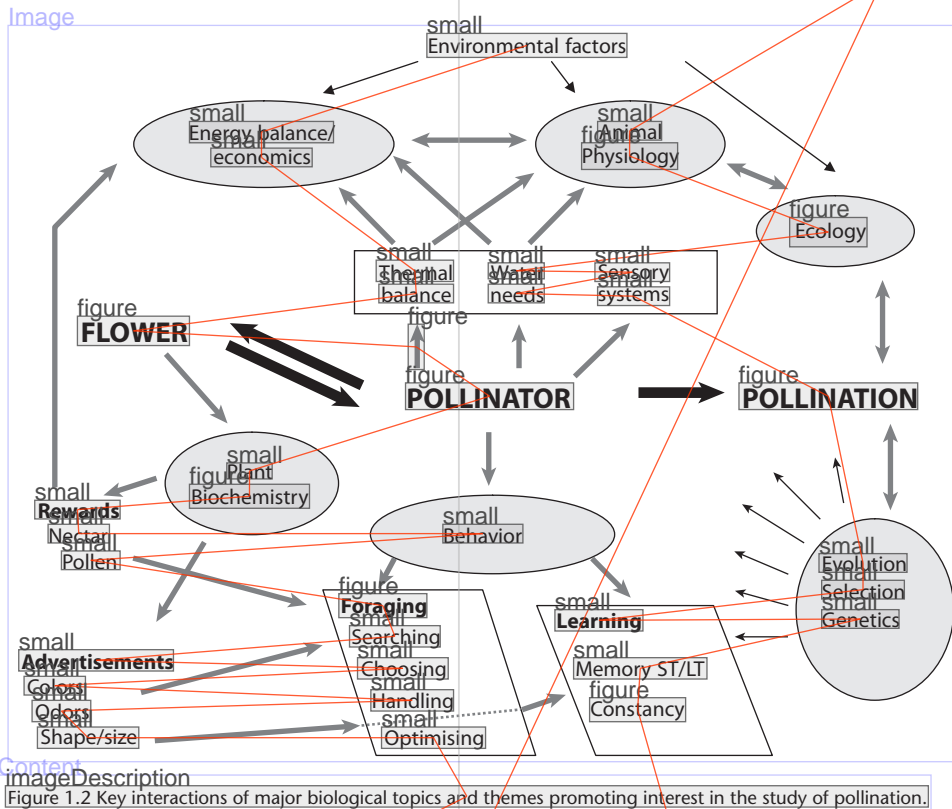 Image
small
Environmental factors
small
Energy balance/
small
economics
small
Animal
figure
Physiology
figure
Ecology
small
Thermal
small
balance
small
Water
small
needs
small
Sensory
small
systems
figure
FLOWER
figure
figure
POLLINATOR
figure
POLLINATION
small
Plant
figure
Biochemistry
small
Rewards
small
Nectar
small
Pollen
small
Behavior
small
Evolution
small
Selection
small
Genetics
figure
Foraging
small
Searching
small
Choosing
small
Handling
small
Optimising
small
Learning
small
Memory ST/LT
figure
Constancy
small
Advertisements
small
Colors
small
Odors
small
Shape/size
Content
imageDescription
Figure 1.2 Key interactions of major biological topics and themes promoting interest in the study of pollination.